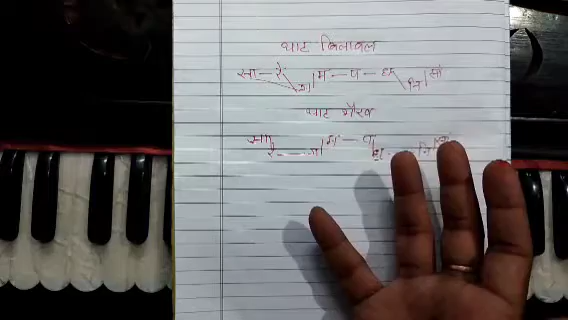 थाट बिलावल
सा - रे ग म - प - ध नि सां
थाट भैरव
सा रे - ग म - प ध - नि सां